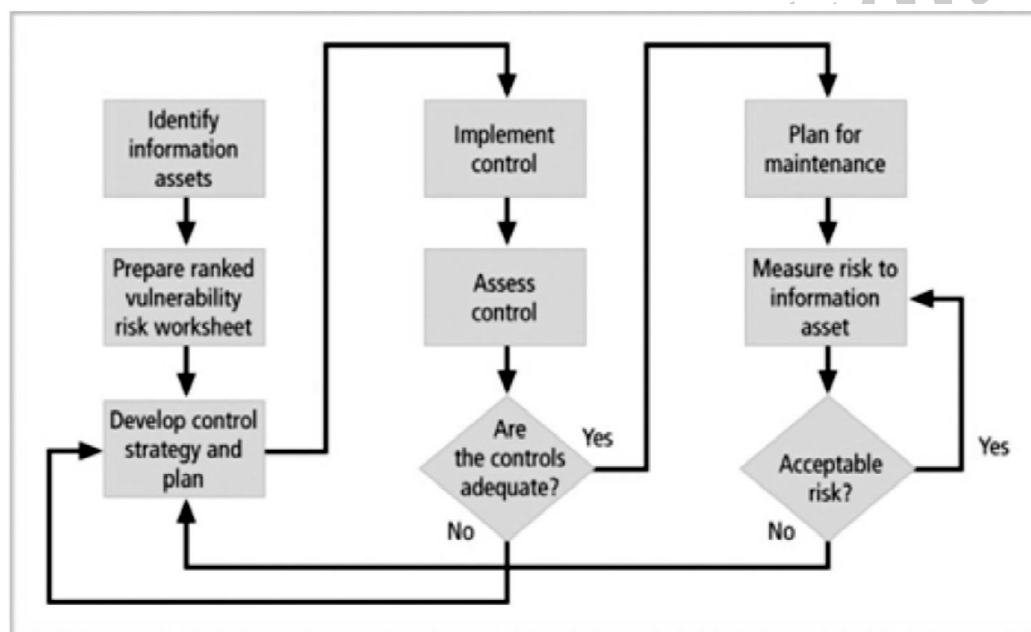 Identify
information
assets
Prepare ranked
vulnerability
risk worksheet
Develop control
strategy and
plan
Implement
control
Assess
control
Are
the controls
adequate?
Yes
No
Plan for
maintenance
Measure risk to
information
asset
Acceptable
risk?
Yes
No